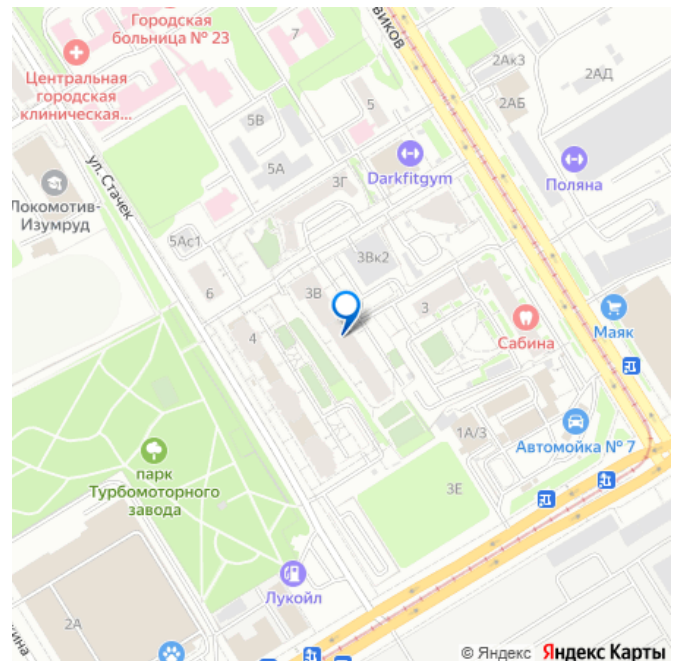 Городская
больница № 23
7
виков
2Ак3
2АД
Центральная
городская
клиническая...
2АБ
5
5В
Darkfitgym
Поляна
5А
3Г
ул. Стачек
Локомотив-
Изумруд
5Ас1
3Вк2
6
3В
3
Маяк
Сабина
4
1А/3
Автомойка № 7
парк
Турбомоторного
завода
3Е
Лукойл
2А
ина
© Яндекс Яндекс Карты